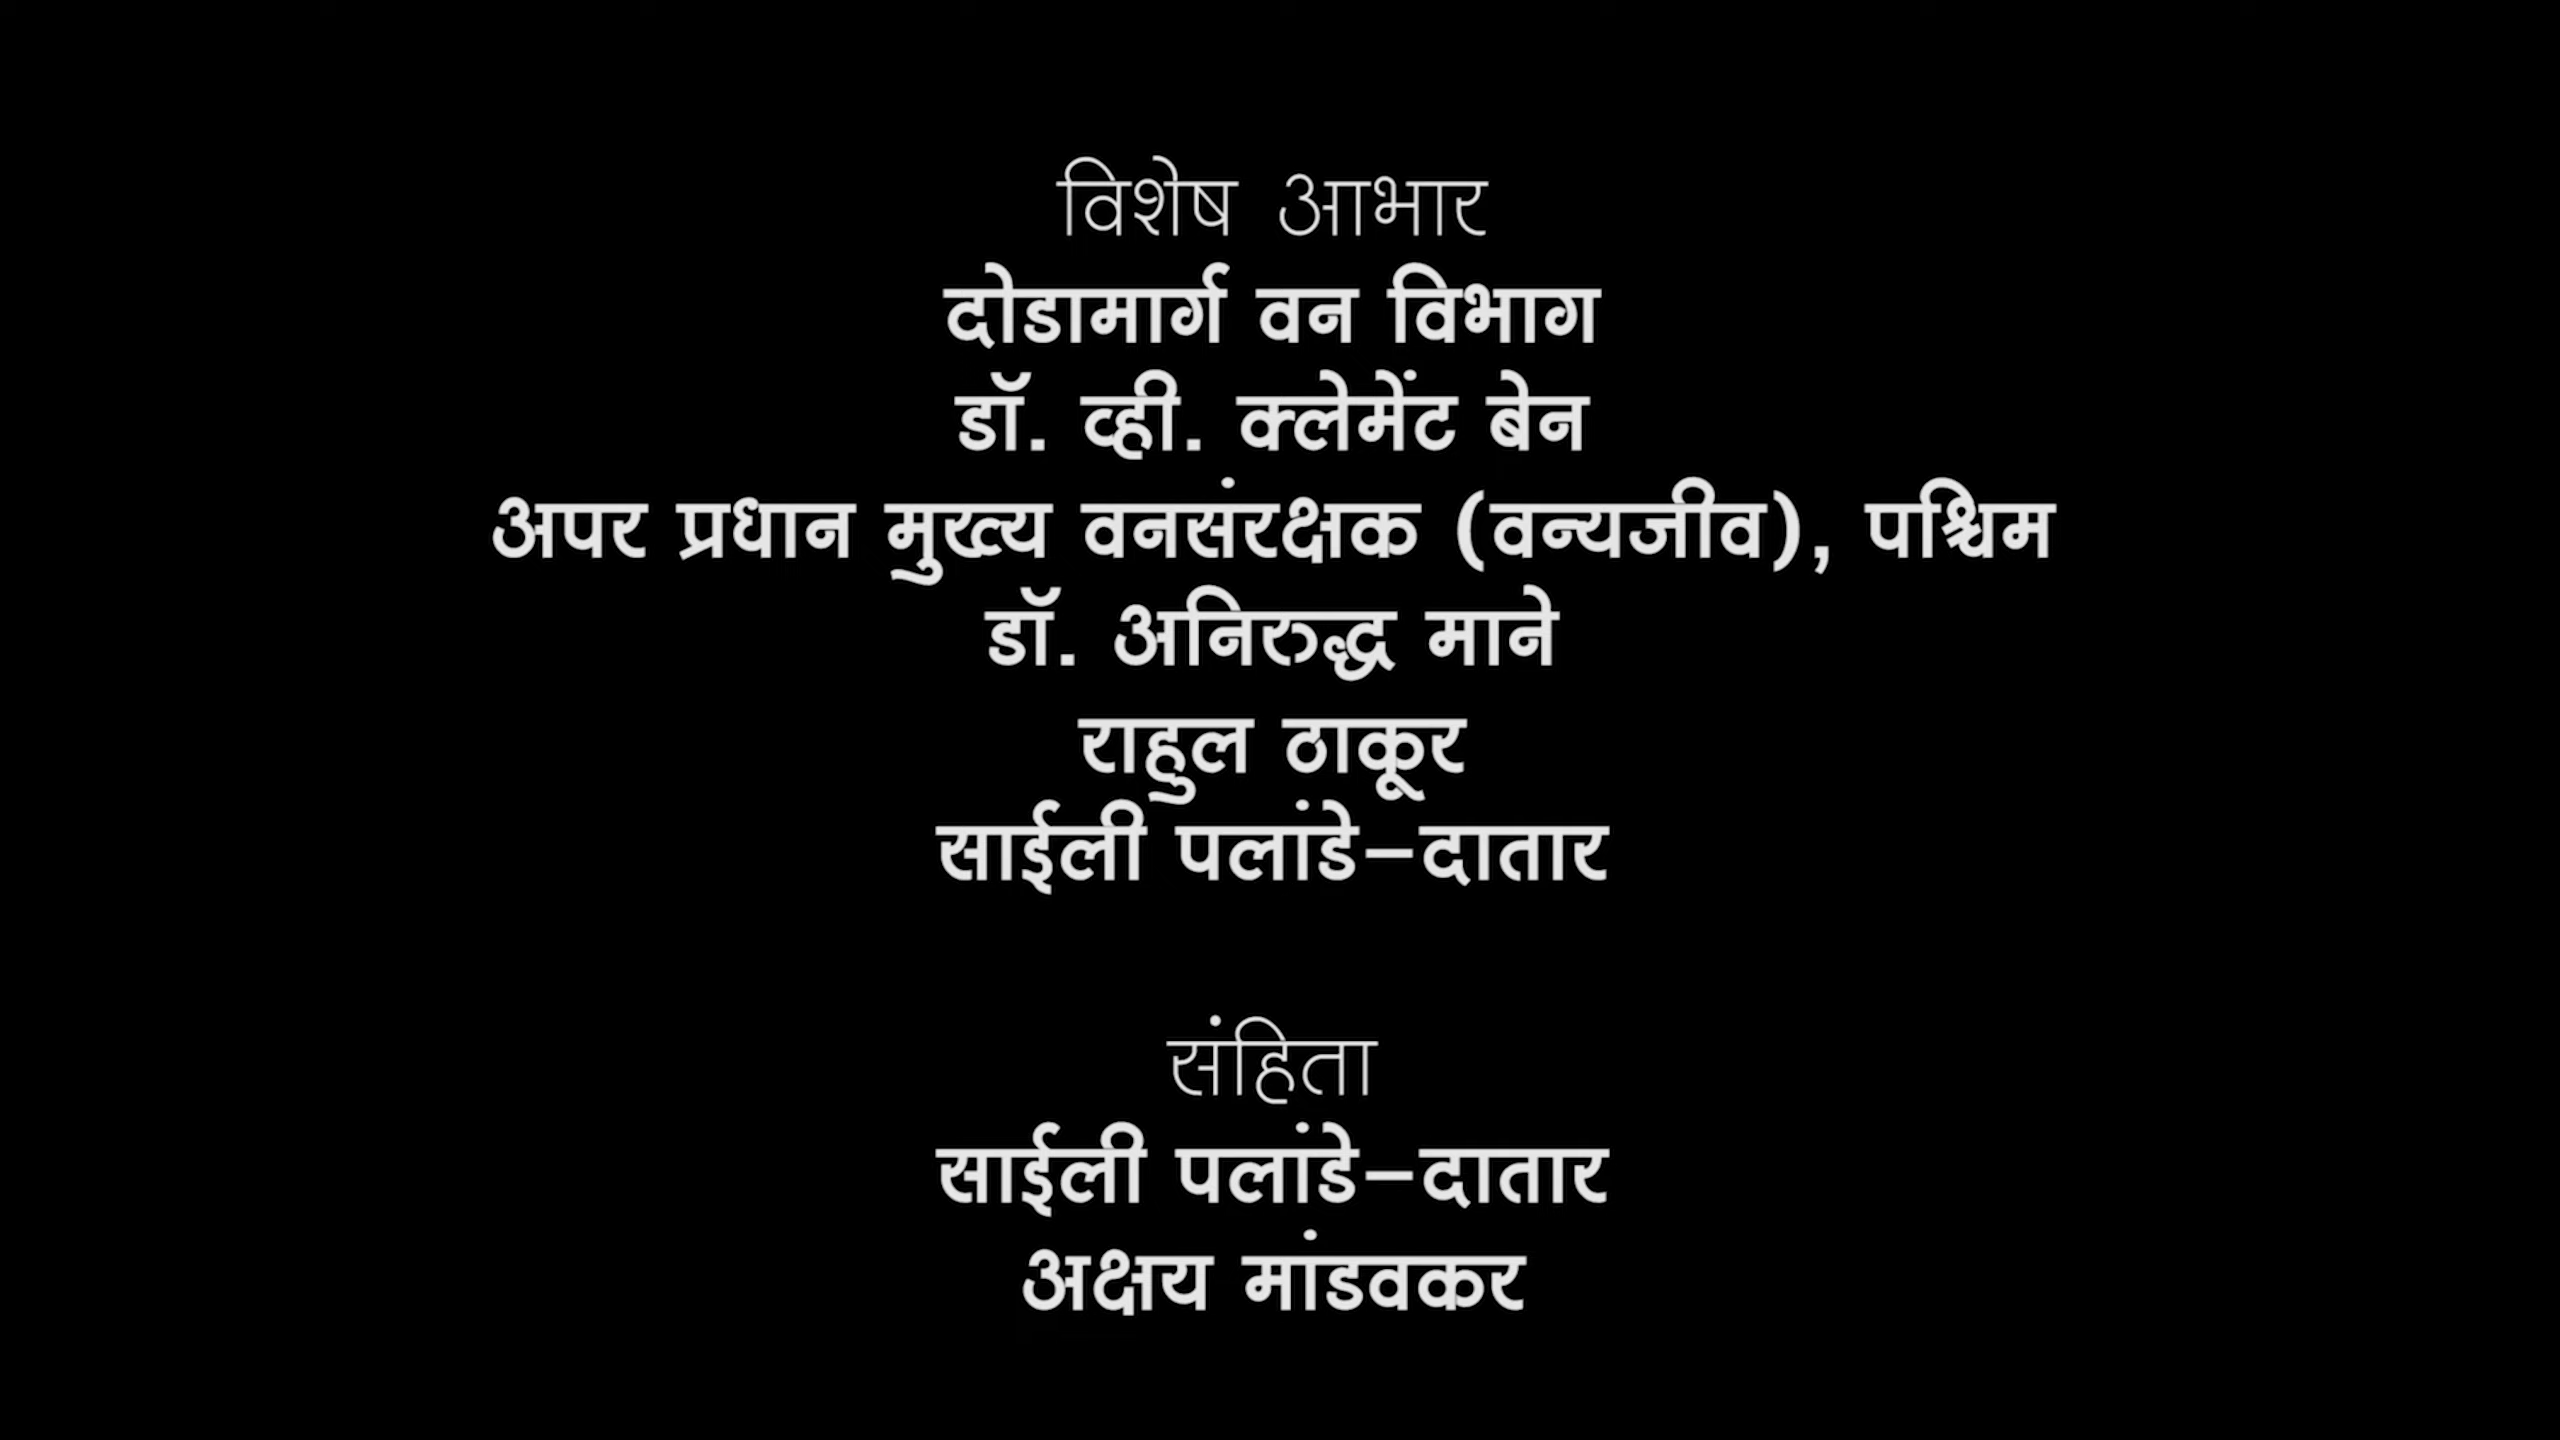 विशेष आभार
दोडामार्ग वन विभाग
डॉ. व्ही. क्लेमेंट बेन
अपर प्रधान मुख्य वनसंरक्षक (वन्यजीव), पश्चिम
डॉ. अनिरुद्ध माने
राहुल ठाकूर
साईली पलांडे-दातार
संहिता
साईली पलांडे-दातार
अक्षय मांडवकर